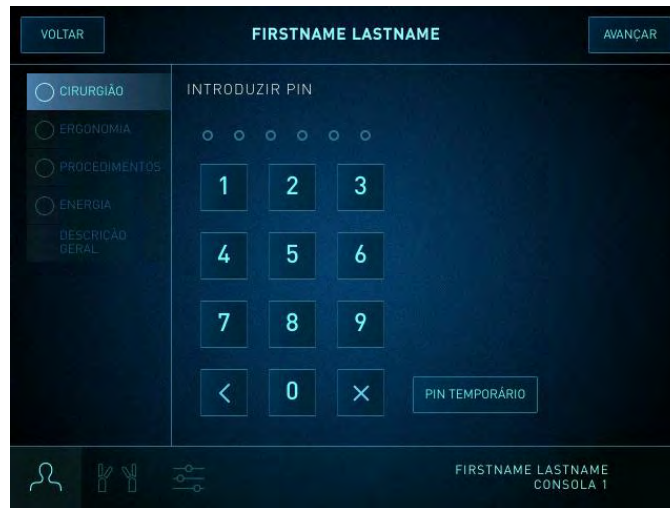 VOLTAR
FIRSTNAME LASTNAME
AVANÇAR
CIRURGIÃO
ERGONOMIA
PROCEDIMENTOS
ENERGIA
DESCRIÇÃO
GERAL
INTRODUZIR PIN
1 2 3
4 5 6
7 8 9
< 0 ×
PIN TEMPORÁRIO
FIRSTNAME LASTNAME
CONSOLA 1